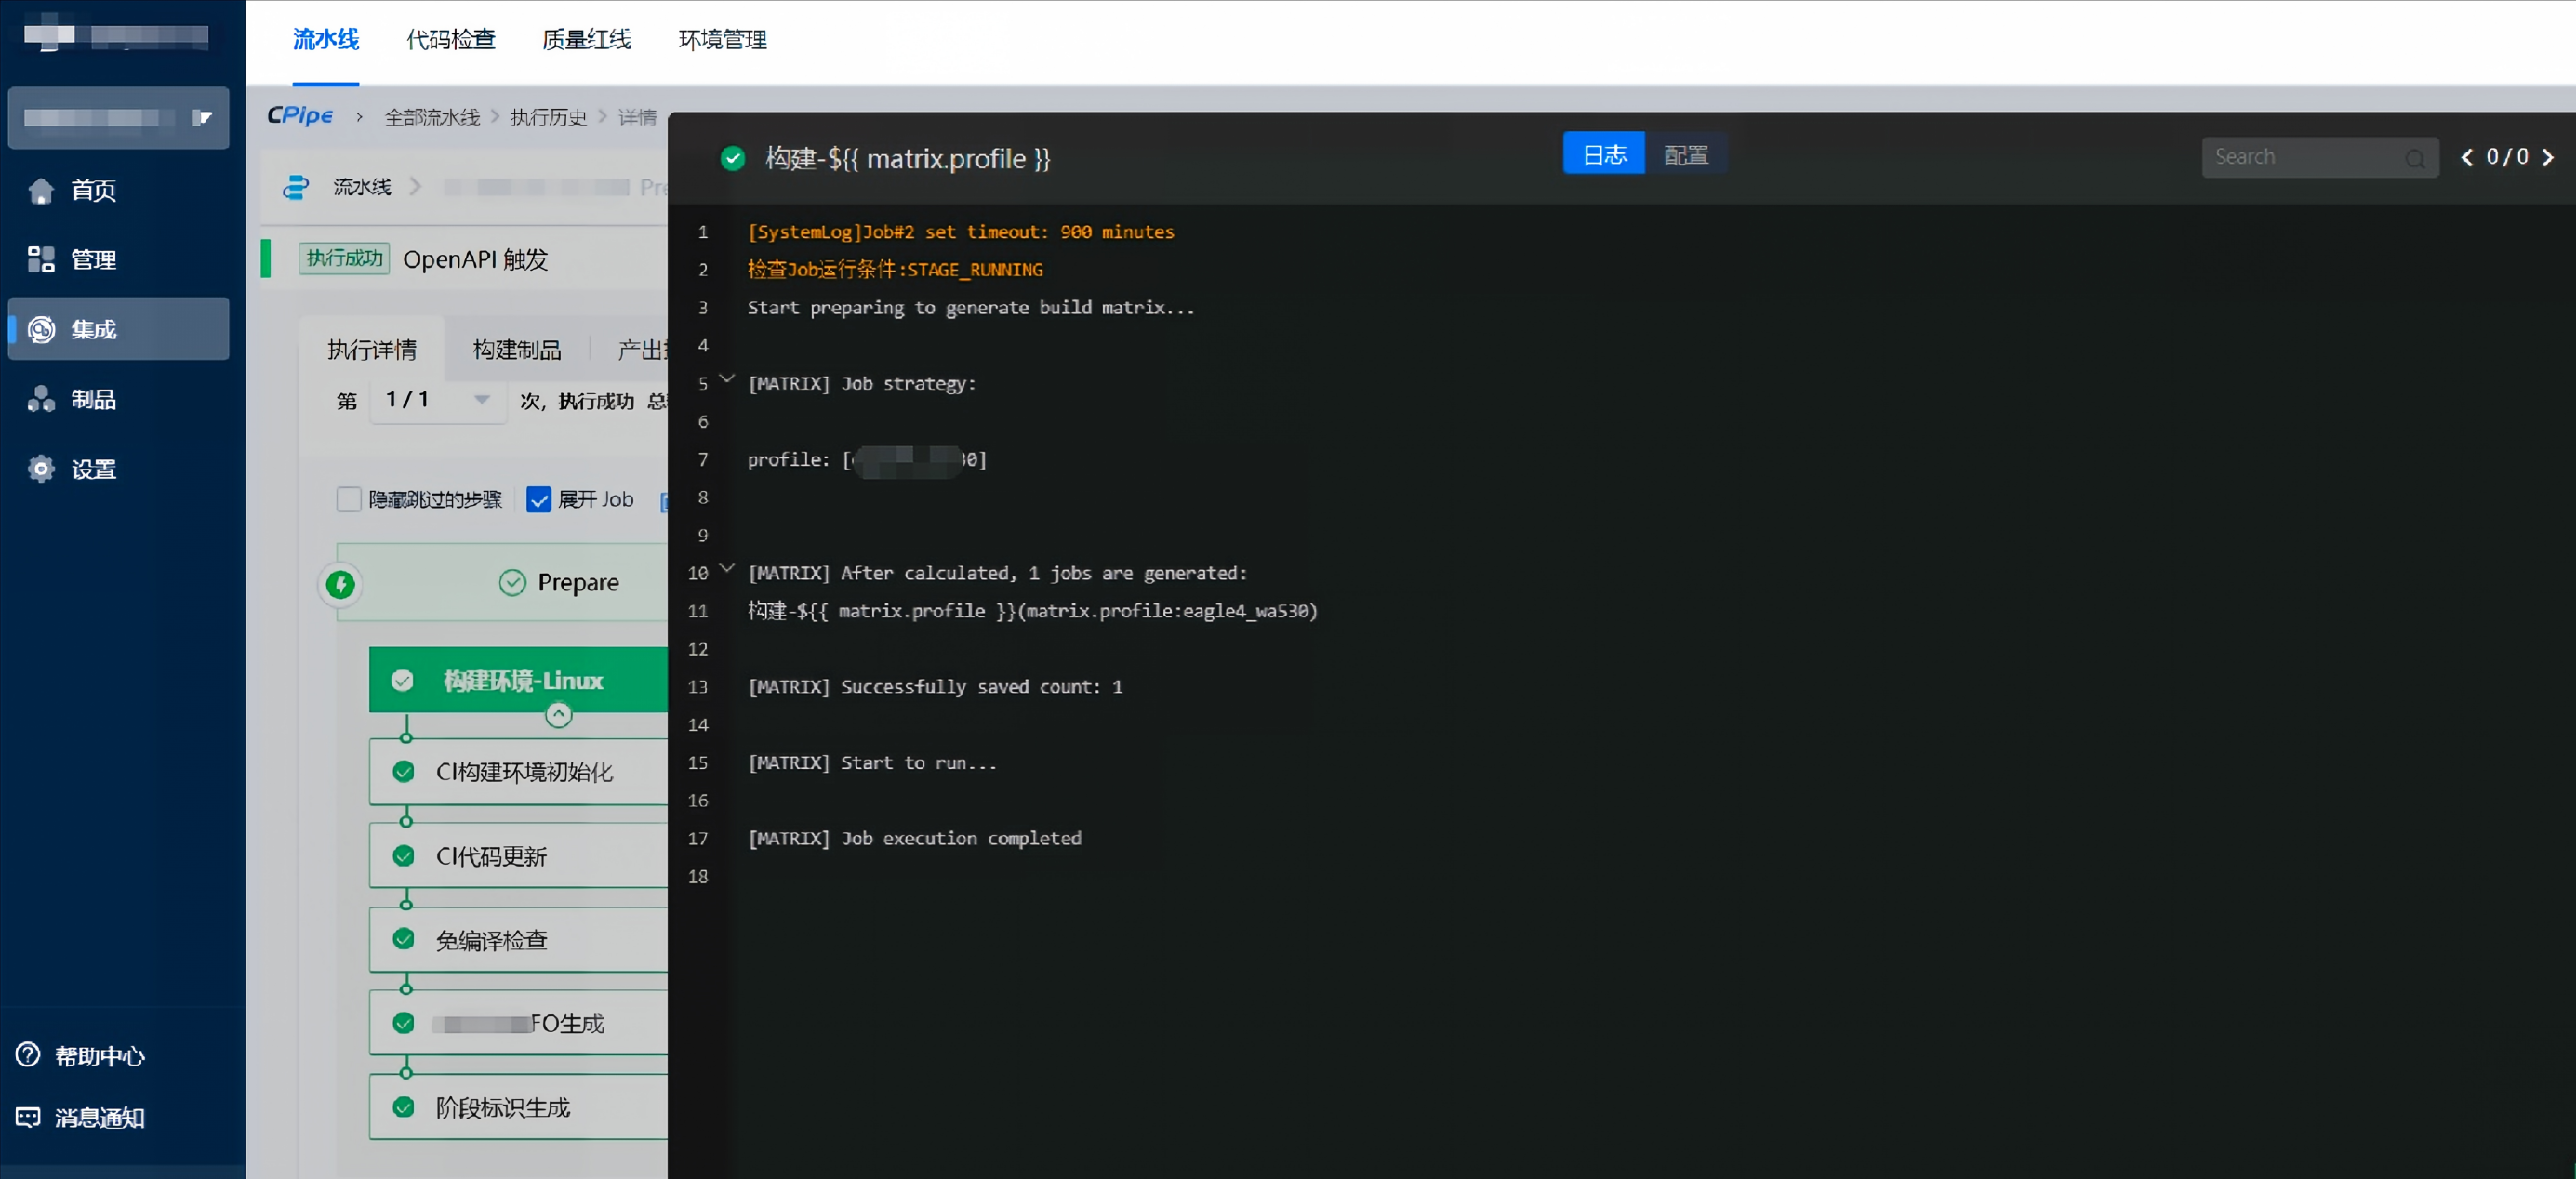 流水线 代码检查 质量红线 环境管理
首页
管理
集成
制品
设置
帮助中心
消息通知
CPipe > 全部流水线 > 执行历史 > 详情
流水线 > Pre
执行成功 OpenAPI 触发
执行详情 构建制品 产出
第 1 / 1 次, 执行成功 总
隐藏跳过的步骤 展开 Job
Prepare
构建环境-Linux
CI构建环境初始化
CI代码更新
免编译检查
FO生成
阶段标识生成
构建-${{ matrix.profile }}
日志 配置
Search
0 / 0
1 [SystemLog]Job#2 set timeout: 900 minutes
2 检查Job运行条件:STAGE_RUNNING
3 Start preparing to generate build matrix...
4
5 [MATRIX] Job strategy:
6
7 profile: [ 0]
8
9
10 [MATRIX] After calculated, 1 jobs are generated:
11 构建-${{ matrix.profile }}(matrix.profile:eagle4_wa530)
12
13 [MATRIX] Successfully saved count: 1
14
15 [MATRIX] Start to run...
16
17 [MATRIX] Job execution completed
18